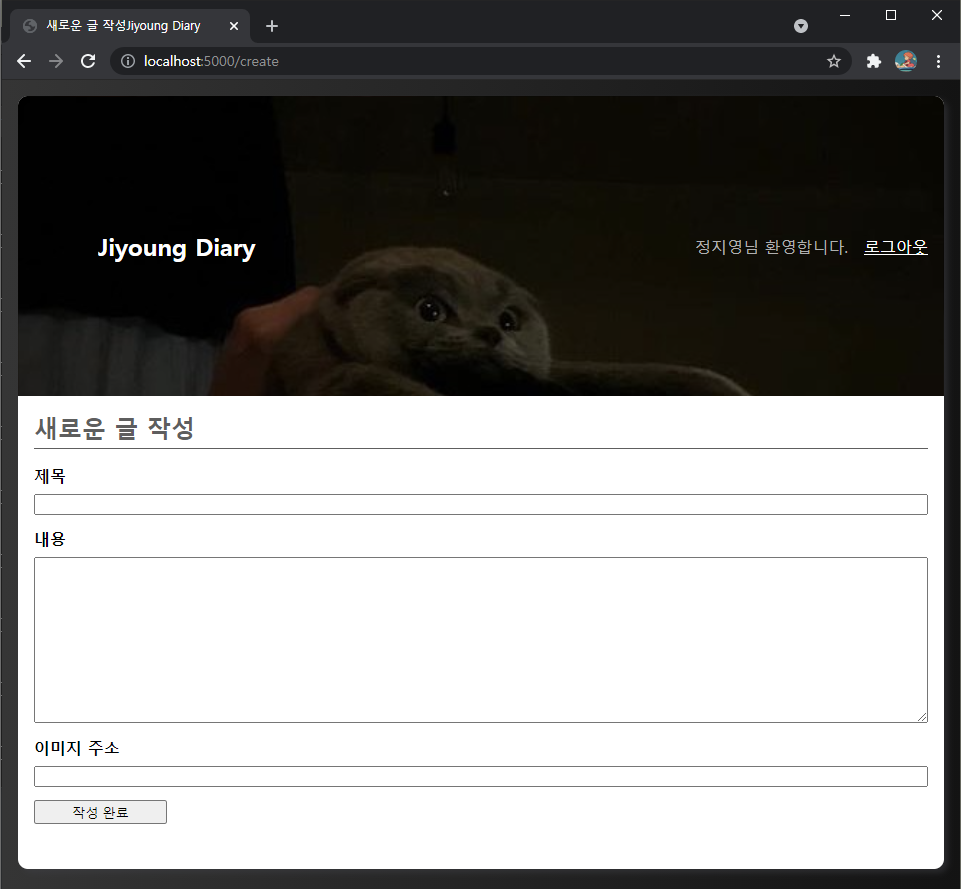 새로운 글 작성Jiyoung Diary
localhost:5000/create
Jiyoung Diary
정지영님 환영합니다. 로그아웃
새로운 글 작성
제목
내용
이미지 주소
작성 완료